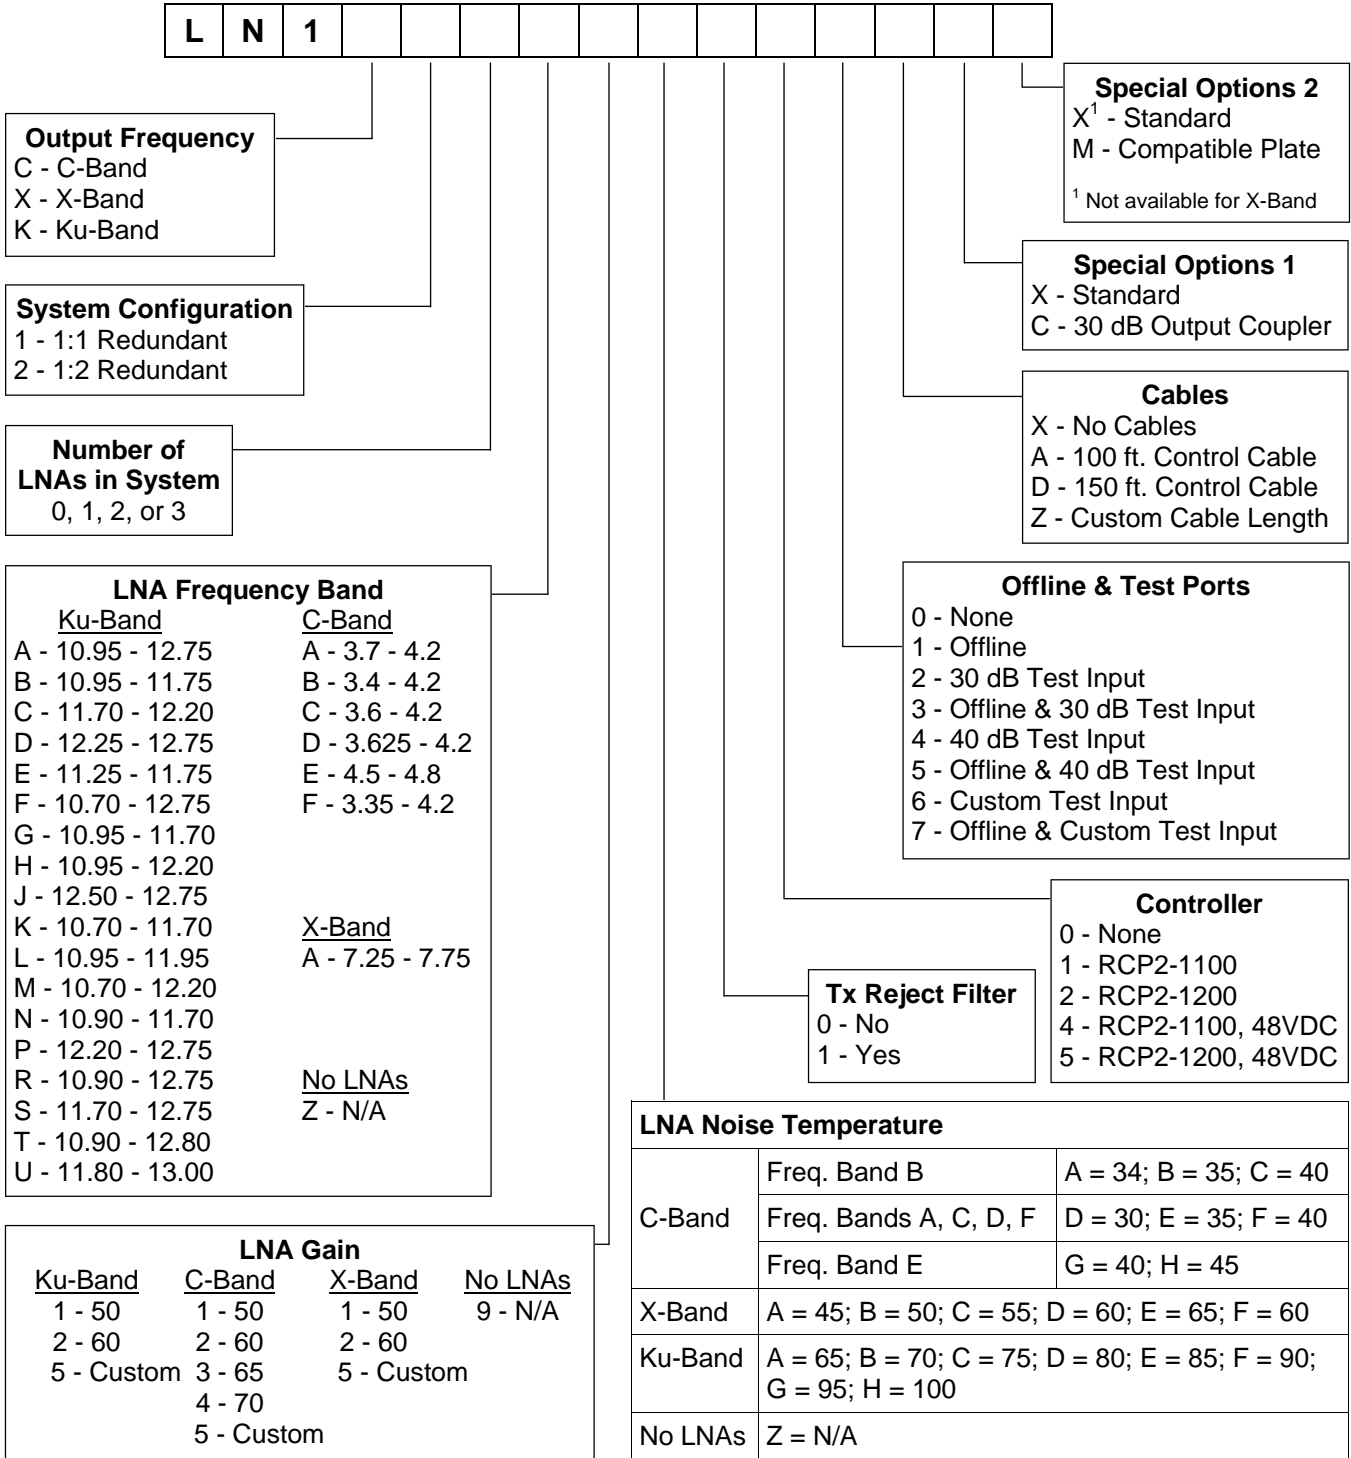 L N 1
Output Frequency
C - C-Band
X - X-Band
K - Ku-Band
System Configuration
1 - 1:1 Redundant
2 - 1:2 Redundant
Number of
LNAs in System
0, 1, 2, or 3
LNA Frequency Band
Ku-Band C-Band
A - 10.95 - 12.75 A - 3.7 - 4.2
B - 10.95 - 11.75 B - 3.4 - 4.2
C - 11.70 - 12.20 C - 3.6 - 4.2
D - 12.25 - 12.75 D - 3.625 - 4.2
E - 11.25 - 11.75 E - 4.5 - 4.8
F - 10.70 - 12.75 F - 3.35 - 4.2
G - 10.95 - 11.70
H - 10.95 - 12.20
J - 12.50 - 12.75
K - 10.70 - 11.70 X-Band
L - 10.95 - 11.95 A - 7.25 - 7.75
M - 10.70 - 12.20
N - 10.90 - 11.70
P - 12.20 - 12.75
R - 10.90 - 12.75 No LNAs
S - 11.70 - 12.75 Z - N/A
T - 10.90 - 12.80
U - 11.80 - 13.00
LNA Gain
Ku-Band C-Band X-Band No LNAs
1 - 50 1 - 50 1 - 50 9 - N/A
2 - 60 2 - 60 2 - 60
5 - Custom 3 - 65 5 - Custom
4 - 70
5 - Custom
Special Options 2
X1 - Standard
M - Compatible Plate
1 Not available for X-Band
Special Options 1
X - Standard
C - 30 dB Output Coupler
Cables
X - No Cables
A - 100 ft. Control Cable
D - 150 ft. Control Cable
Z - Custom Cable Length
Offline & Test Ports
0 - None
1 - Offline
2 - 30 dB Test Input
3 - Offline & 30 dB Test Input
4 - 40 dB Test Input
5 - Offline & 40 dB Test Input
6 - Custom Test Input
7 - Offline & Custom Test Input
Controller
0 - None
1 - RCP2-1100
2 - RCP2-1200
4 - RCP2-1100, 48VDC
5 - RCP2-1200, 48VDC
Tx Reject Filter
0 - No
1 - Yes
LNA Noise Temperature
C-Band Freq. Band B A = 34; B = 35; C = 40
Freq. Bands A, C, D, F D = 30; E = 35; F = 40
Freq. Band E G = 40; H = 45
X-Band A = 45; B = 50; C = 55; D = 60; E = 65; F = 60
Ku-Band A = 65; B = 70; C = 75; D = 80; E = 85; F = 90;
G = 95; H = 100
No LNAs Z = N/A